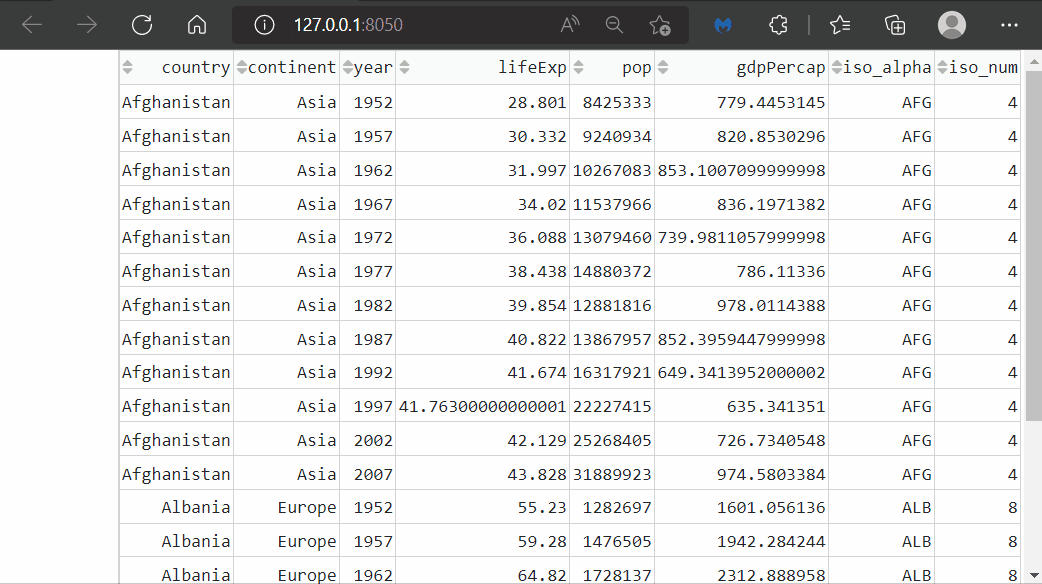 127.0.0.1:8050
country continent year lifeExp pop gdpPercap iso_alpha iso_num
Afghanistan Asia 1952 28.801 8425333 779.4453145 AFG 4
Afghanistan Asia 1957 30.332 9240934 820.8530296 AFG 4
Afghanistan Asia 1962 31.997 10267083 853.1007099999998 AFG 4
Afghanistan Asia 1967 34.02 11537966 836.1971382 AFG 4
Afghanistan Asia 1972 36.088 13079460 739.9811057999998 AFG 4
Afghanistan Asia 1977 38.438 14880372 786.11336 AFG 4
Afghanistan Asia 1982 39.854 12881816 978.0114388 AFG 4
Afghanistan Asia 1987 40.822 13867957 852.3959447999998 AFG 4
Afghanistan Asia 1992 41.674 16317921 649.3413952000002 AFG 4
Afghanistan Asia 1997 41.76300000000001 22227415 635.341351 AFG 4
Afghanistan Asia 2002 42.129 25268405 726.7340548 AFG 4
Afghanistan Asia 2007 43.828 31889923 974.5803384 AFG 4
Albania Europe 1952 55.23 1282697 1601.056136 ALB 8
Albania Europe 1957 59.28 1476505 1942.284244 ALB 8
Albania Europe 1962 64.82 1728137 2312.888958 ALB 8